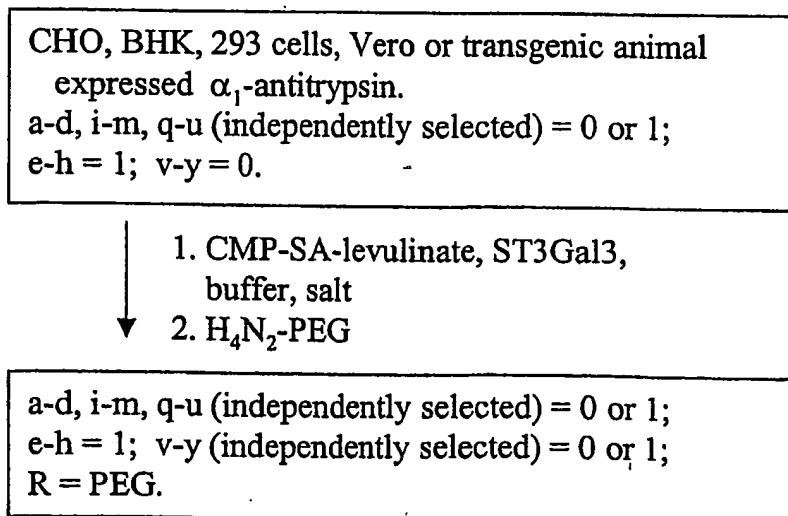 CHO, BHK, 293 cells, Vero or transgenic animal
expressed α₁-antitrypsin.
a-d, i-m, q-u (independently selected) = 0 or 1;
e-h = 1; v-y = 0.
1. CMP-SA-levulinate, ST3Gal3,
buffer, salt
2. H₄N₂-PEG
a-d, i-m, q-u (independently selected) = 0 or 1;
e-h = 1; v-y (independently selected) = 0 or 1;
R = PEG.